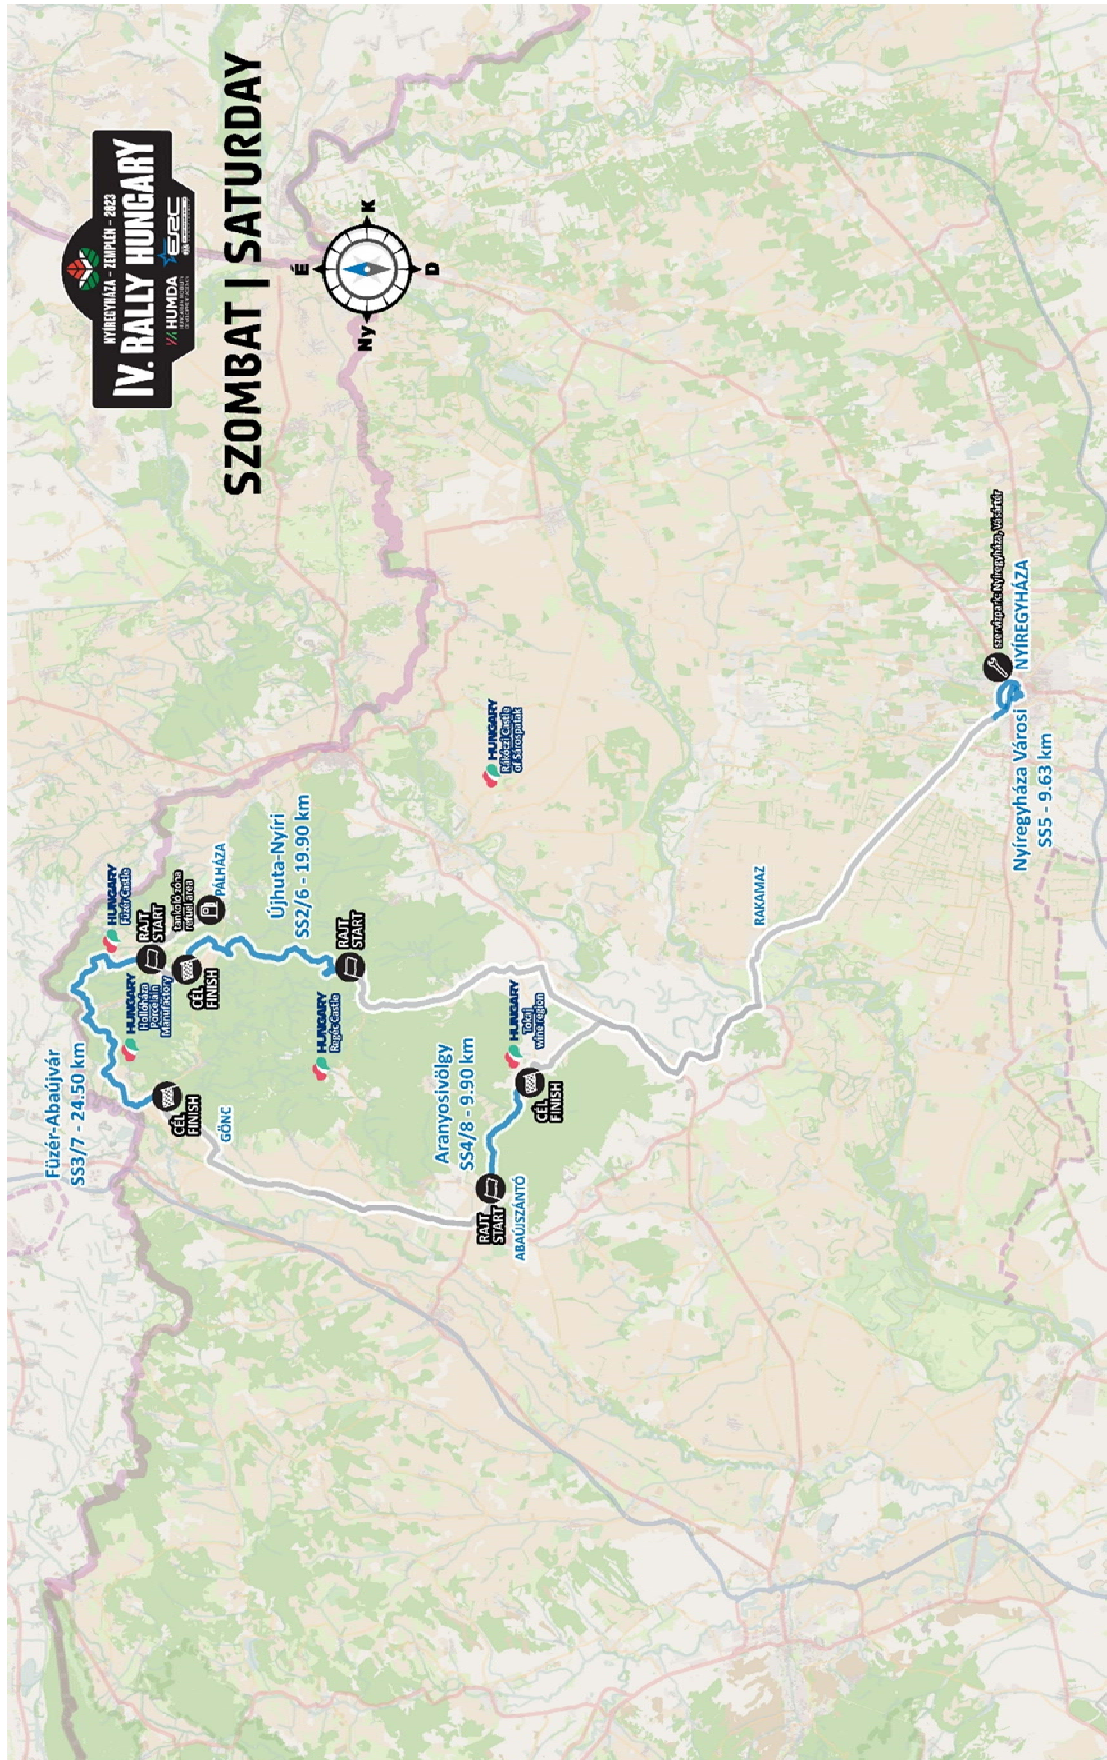 NYÍREGYHÁZA - ZEMPLÉN - 2023
IV. RALLY HUNGARY
HUMDA
ERC
SZOMBAT | SATURDAY
É
Ny
K
D
Füzér-Abaújvár
SS3/7 - 24.50 km
HUNGARY
Füzér Castle
RAJT
START
HUNGARY
Hollóháza
Porcelain
Manufactory
CÉL
FINISH
tankoló zóna
refuel area
PÁLHÁZA
CÉL
FINISH
GÖNC
Újhuta-Nyíri
SS2/6 - 19.90 km
RAJT
START
HUNGARY
Regéc Castle
HUNGARY
Rákóczi Castle
of Sárospatak
Aranyosivölgy
SS4/8 - 9.90 km
HUNGARY
Tokaj
wine region
CÉL
FINISH
RAJT
START
ABAÚJSZÁNTÓ
RAKAMAZ
szervizpark: Nyíregyháza, Vásártér
NYÍREGYHÁZA
Nyíregyháza Városi
SS5 - 9.63 km